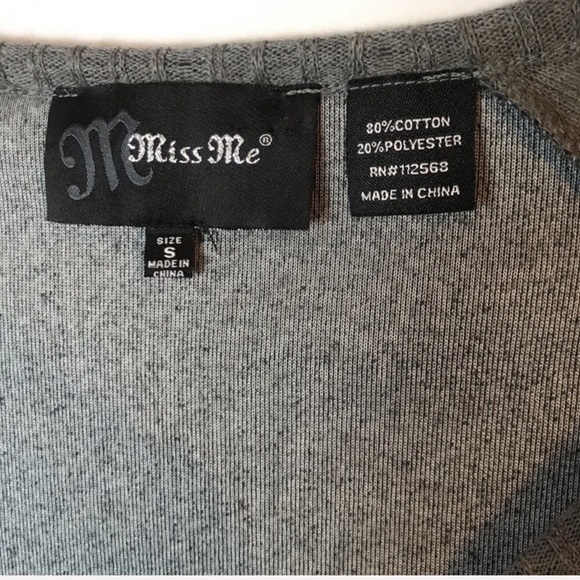 M Miss Me®
SIZE
S
MADE IN
CHINA
80%COTTON
20%POLYESTER
RN#112568
MADE IN CHINA